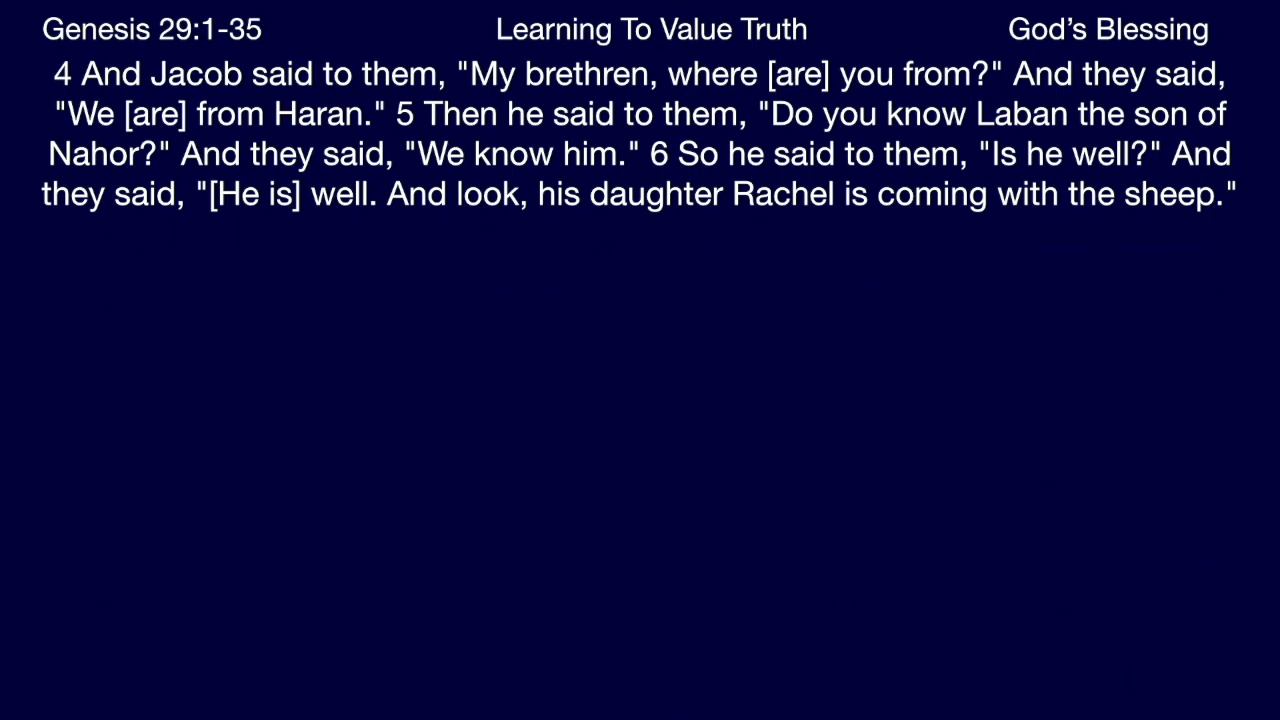 Genesis 29:1-35 Learning To Value Truth God’s Blessing
4 And Jacob said to them, "My brethren, where [are] you from?" And they said,
"We [are] from Haran." 5 Then he said to them, "Do you know Laban the son of
Nahor?" And they said, "We know him." 6 So he said to them, "Is he well?" And
they said, "[He is] well. And look, his daughter Rachel is coming with the sheep."